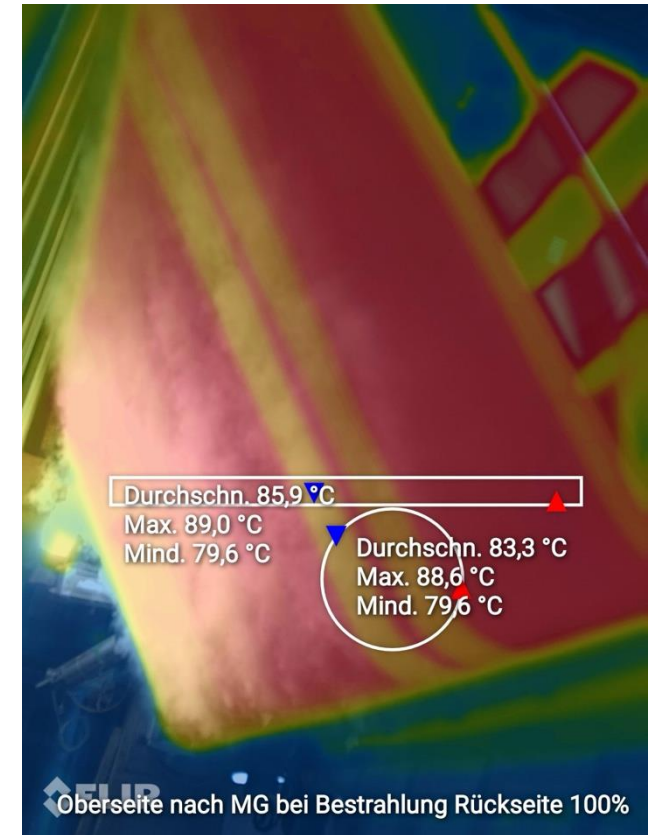 Durchschn. 85,9 °C
Max. 89,0 °C
Mind. 79,6 °C
Durchschn. 83,3 °C
Max. 88,6 °C
Mind. 79,6 °C
FLIR
Oberseite nach MG bei Bestrahlung Rückseite 100%